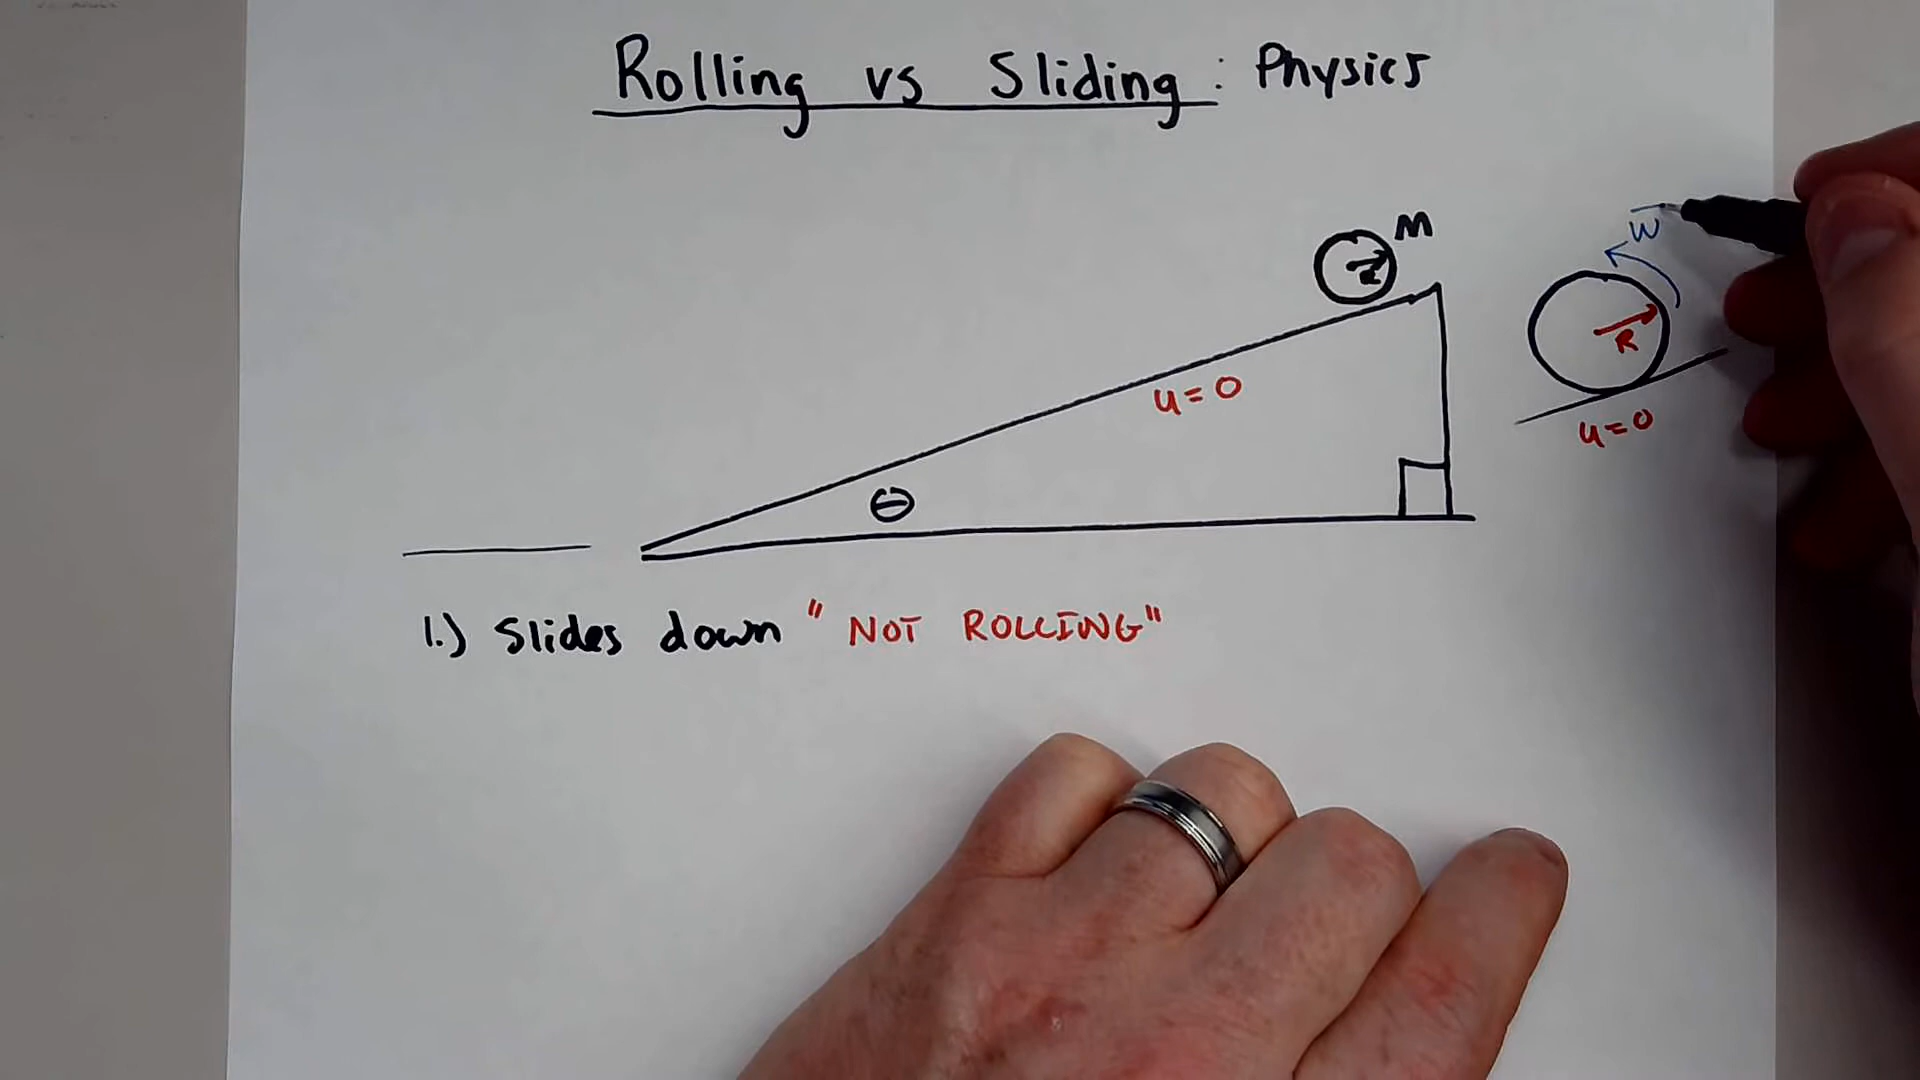 Rolling vs Sliding : Physics
M
R
W
R
u=0
u=0
θ
1.) Slides down "NOT ROLLING"